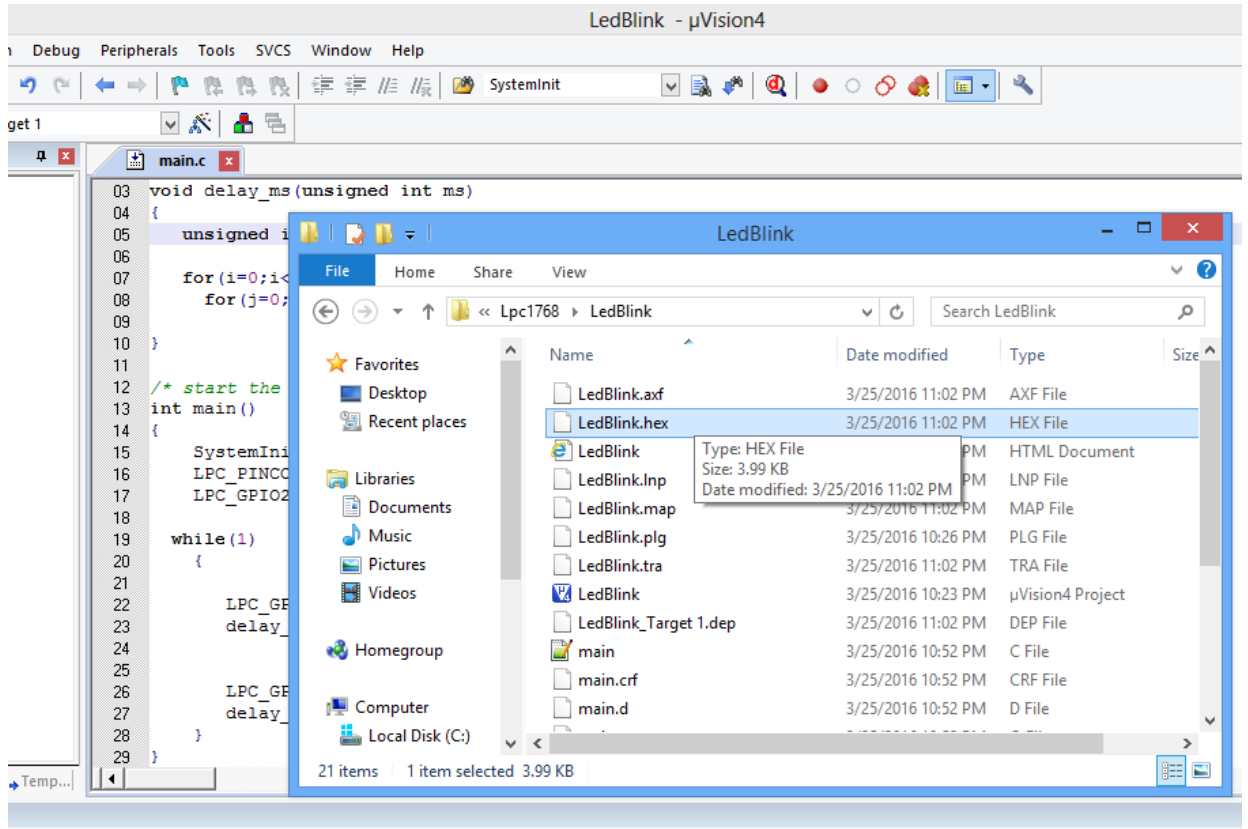 LedBlink - µVision4
Debug Peripherals Tools SVCS Window Help
SystemInit
get 1
main.c
03 void delay_ms(unsigned int ms)
04 {
05 unsigned i
06
07 for(i=0;i<
08 for(j=0;
09
10 }
11
12 /* start the
13 int main()
14 {
15 SystemIni
16 LPC_PINCO
17 LPC_GPIO2
18
19 while(1)
20 {
21
22 LPC_GP
23 delay_
24
25
26 LPC_GP
27 delay_
28 }
29 }
Temp...
LedBlink
File Home Share View
« Lpc1768 LedBlink
Search LedBlink
Favorites
Desktop
Recent places
Libraries
Documents
Music
Pictures
Videos
Homegroup
Computer
Local Disk (C:)
Name Date modified Type Size
LedBlink.axf 3/25/2016 11:02 PM AXF File
LedBlink.hex 3/25/2016 11:02 PM HEX File
LedBlink PM HTML Document
LedBlink.lnp PM LNP File
LedBlink.map 3/25/2016 11:02 PM MAP File
LedBlink.plg 3/25/2016 10:26 PM PLG File
LedBlink.tra 3/25/2016 11:02 PM TRA File
LedBlink 3/25/2016 10:23 PM µVision4 Project
LedBlink_Target 1.dep 3/25/2016 11:02 PM DEP File
main 3/25/2016 10:52 PM C File
main.crf 3/25/2016 10:52 PM CRF File
main.d 3/25/2016 10:52 PM D File
Type: HEX File
Size: 3.99 KB
Date modified: 3/25/2016 11:02 PM
21 items 1 item selected 3.99 KB